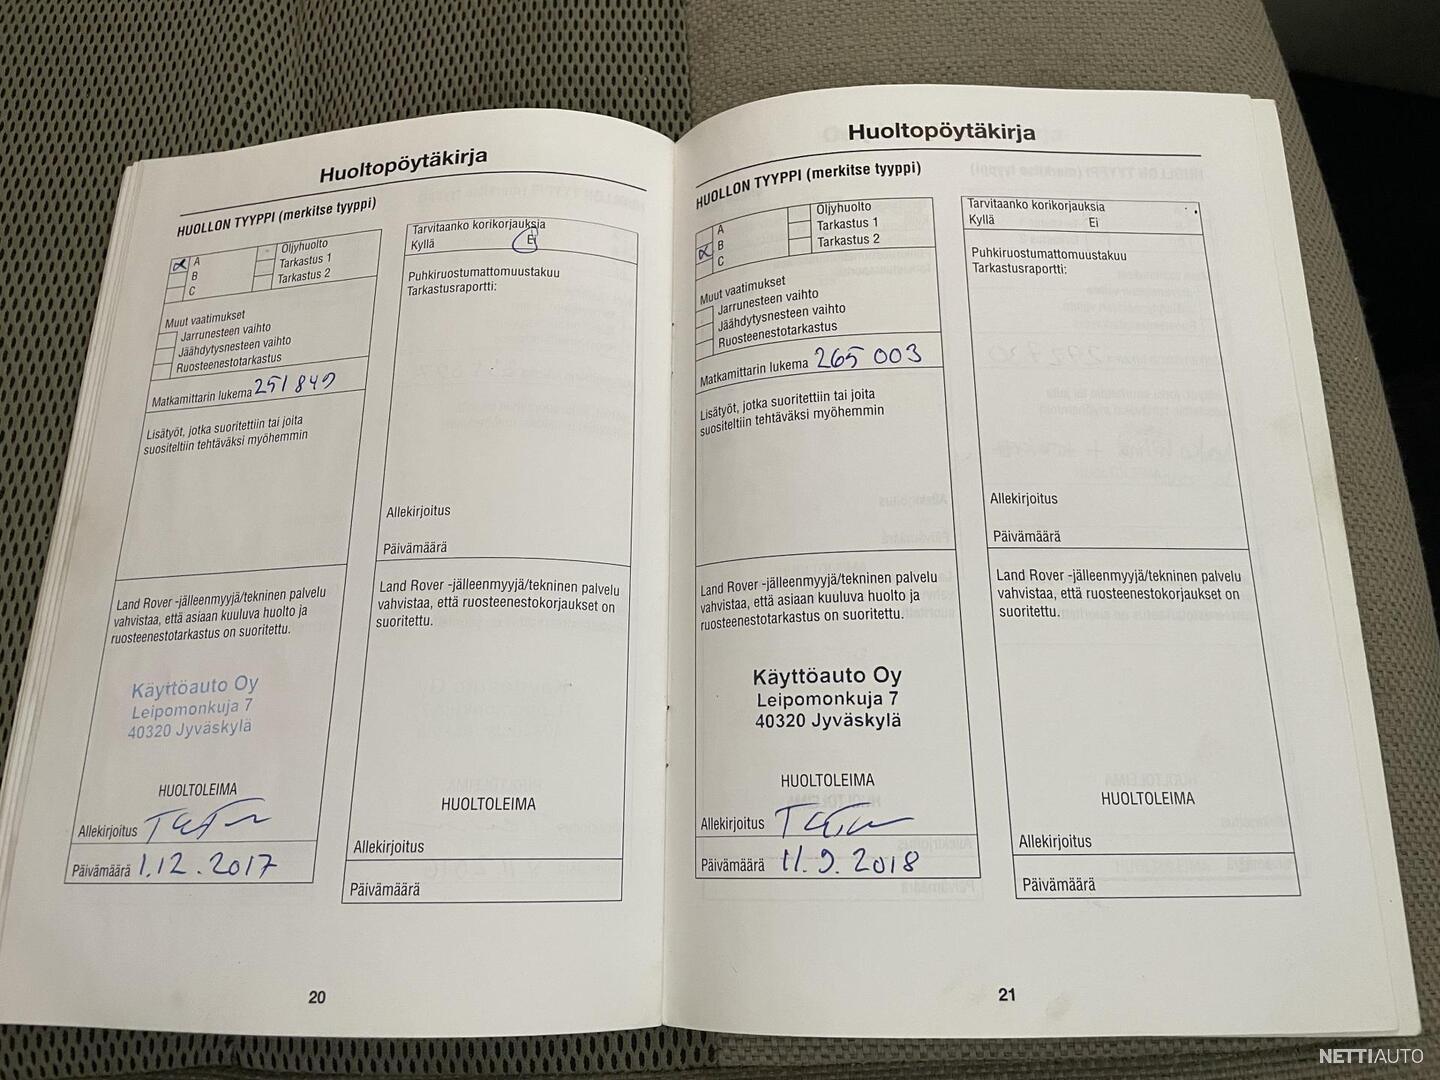 Huoltopöytäkirja
HUOLLON TYYPPI (merkitse tyyppi)
A
B
C
Öljyhuolto
Tarkastus 1
Tarkastus 2
Muut vaatimukset
Jarrunesteen vaihto
Jäähdytysnesteen vaihto
Ruosteenestotarkastus
Matkamittarin lukema 251 849
Lisätyöt, jotka suoritettiin tai joita
suositeltiin tehtäväksi myöhemmin
Land Rover -jälleenmyyjä/tekninen palvelu
vahvistaa, että asiaan kuuluva huolto ja
ruosteenestotarkastus on suoritettu.
Käyttöauto Oy
Leipomonkuja 7
40320 Jyväskylä
HUOLTOLEIMA
Allekirjoitus
Päivämäärä 1.12.2017
Tarvitaanko korikorjauksia
Kyllä Ei
Puhkiruostumattomuustakuu
Tarkastusraportti:
Allekirjoitus
Päivämäärä
Land Rover -jälleenmyyjä/tekninen palvelu
vahvistaa, että ruosteenestokorjaukset on
suoritettu.
HUOLTOLEIMA
Allekirjoitus
Päivämäärä
20
Huoltopöytäkirja
HUOLLON TYYPPI (merkitse tyyppi)
A
B
C
Öljyhuolto
Tarkastus 1
Tarkastus 2
Muut vaatimukset
Jarrunesteen vaihto
Jäähdytysnesteen vaihto
Ruosteenestotarkastus
Matkamittarin lukema 265 003
Lisätyöt, jotka suoritettiin tai joita
suositeltiin tehtäväksi myöhemmin
Land Rover -jälleenmyyjä/tekninen palvelu
vahvistaa, että asiaan kuuluva huolto ja
ruosteenestotarkastus on suoritettu.
Käyttöauto Oy
Leipomonkuja 7
40320 Jyväskylä
HUOLTOLEIMA
Allekirjoitus
Päivämäärä 11.9.2018
Tarvitaanko korikorjauksia
Kyllä Ei
Puhkiruostumattomuustakuu
Tarkastusraportti:
Allekirjoitus
Päivämäärä
Land Rover -jälleenmyyjä/tekninen palvelu
vahvistaa, että ruosteenestokorjaukset on
suoritettu.
HUOLTOLEIMA
Allekirjoitus
Päivämäärä
21
NETTIAUTO